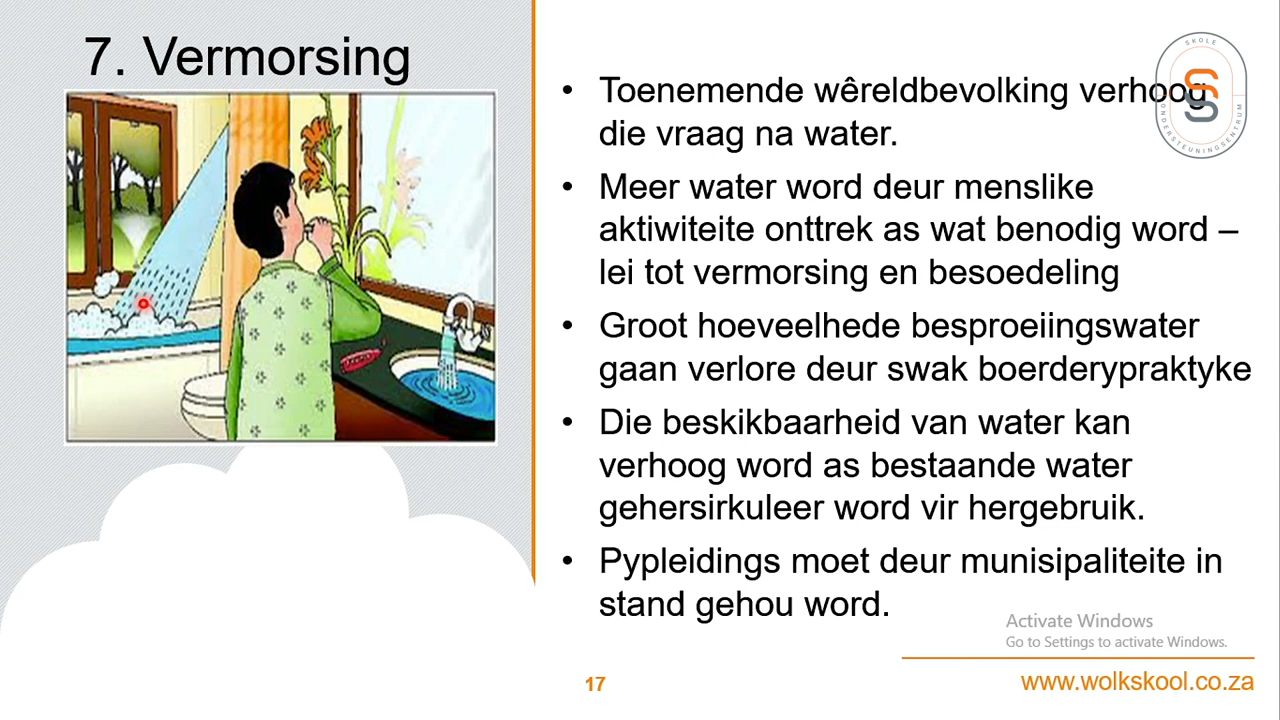 7. Vermorsing
• Toenemende wêreldbevolking verhoog
die vraag na water.
• Meer water word deur menslike
aktiwiteite onttrek as wat benodig word –
lei tot vermorsing en besoedeling
• Groot hoeveelhede besproeiingswater
gaan verlore deur swak boerderypraktyke
• Die beskikbaarheid van water kan
verhoog word as bestaande water
gehersirkuleer word vir hergebruik.
• Pypleidings moet deur munisipaliteite in
stand gehou word.
SKOLE
ONDERSTEUNINGSENTRUM
Activate Windows
Go to Settings to activate Windows.
17
www.wolkskool.co.za